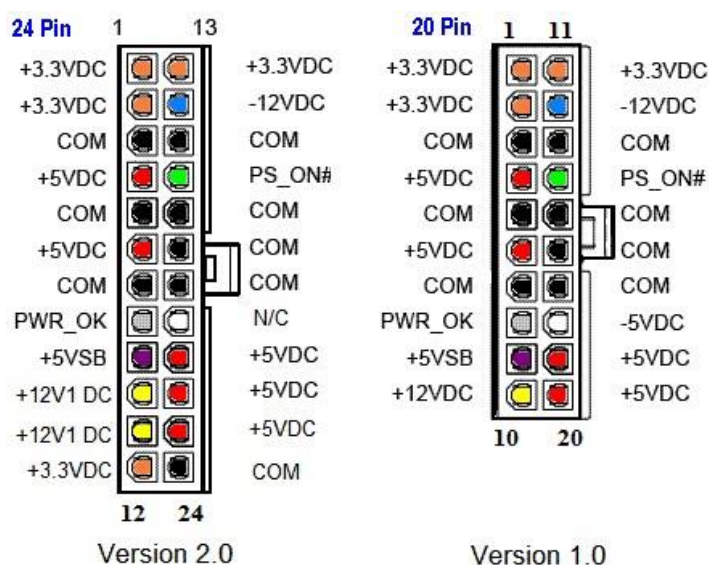 24 Pin
1 13
+3.3VDC +3.3VDC
+3.3VDC -12VDC
COM COM
+5VDC PS_ON#
COM COM
+5VDC COM
COM COM
PWR_OK N/C
+5VSB +5VDC
+12V1 DC +5VDC
+12V1 DC +5VDC
+3.3VDC COM
12 24
Version 2.0
20 Pin
1 11
+3.3VDC +3.3VDC
+3.3VDC -12VDC
COM COM
+5VDC PS_ON#
COM COM
+5VDC COM
COM COM
PWR_OK -5VDC
+5VSB +5VDC
+12VDC +5VDC
10 20
Version 1.0